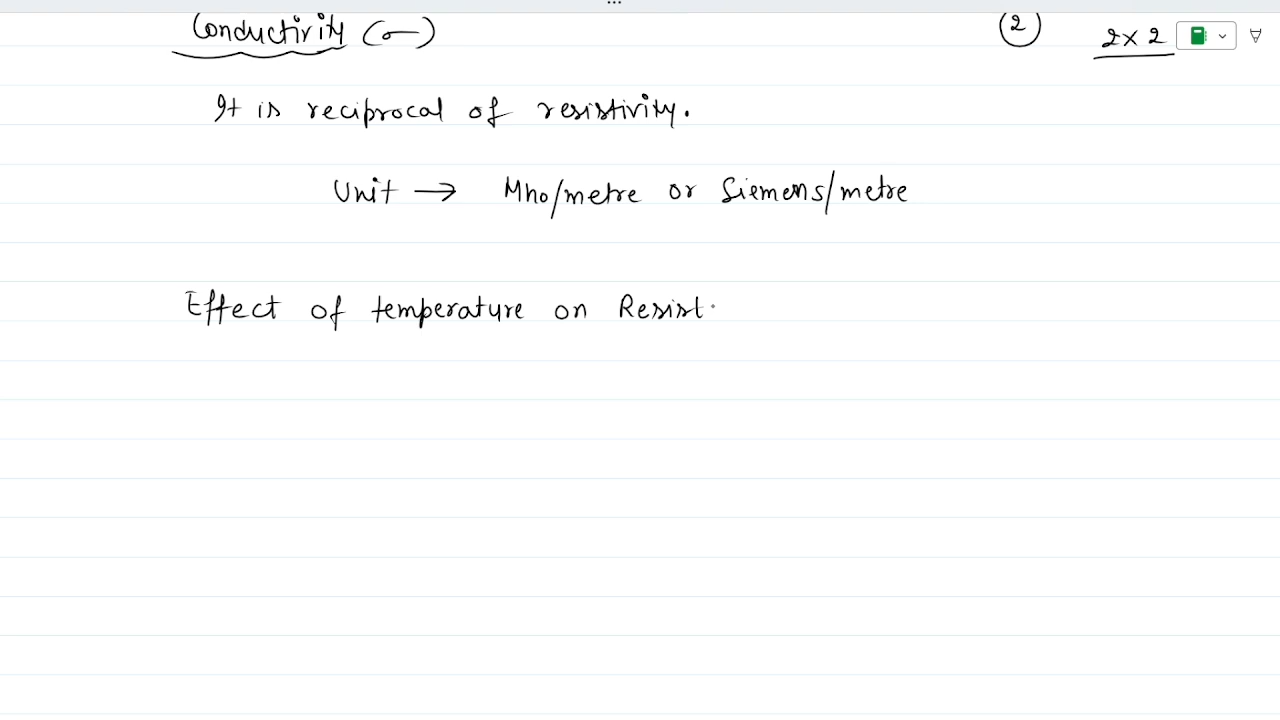 Conductivity (σ) ② 2×2
It is reciprocal of resistivity.
Unit → Mho/metre or Siemens/metre
Effect of temperature on Resist